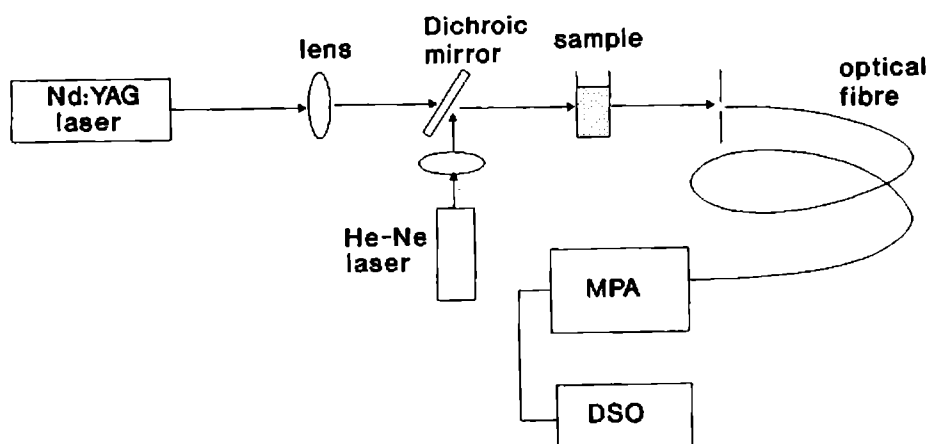 Dichroic
mirror
lens
sample
optical
fibre
Nd:YAG
laser
He-Ne
laser
MPA
DSO